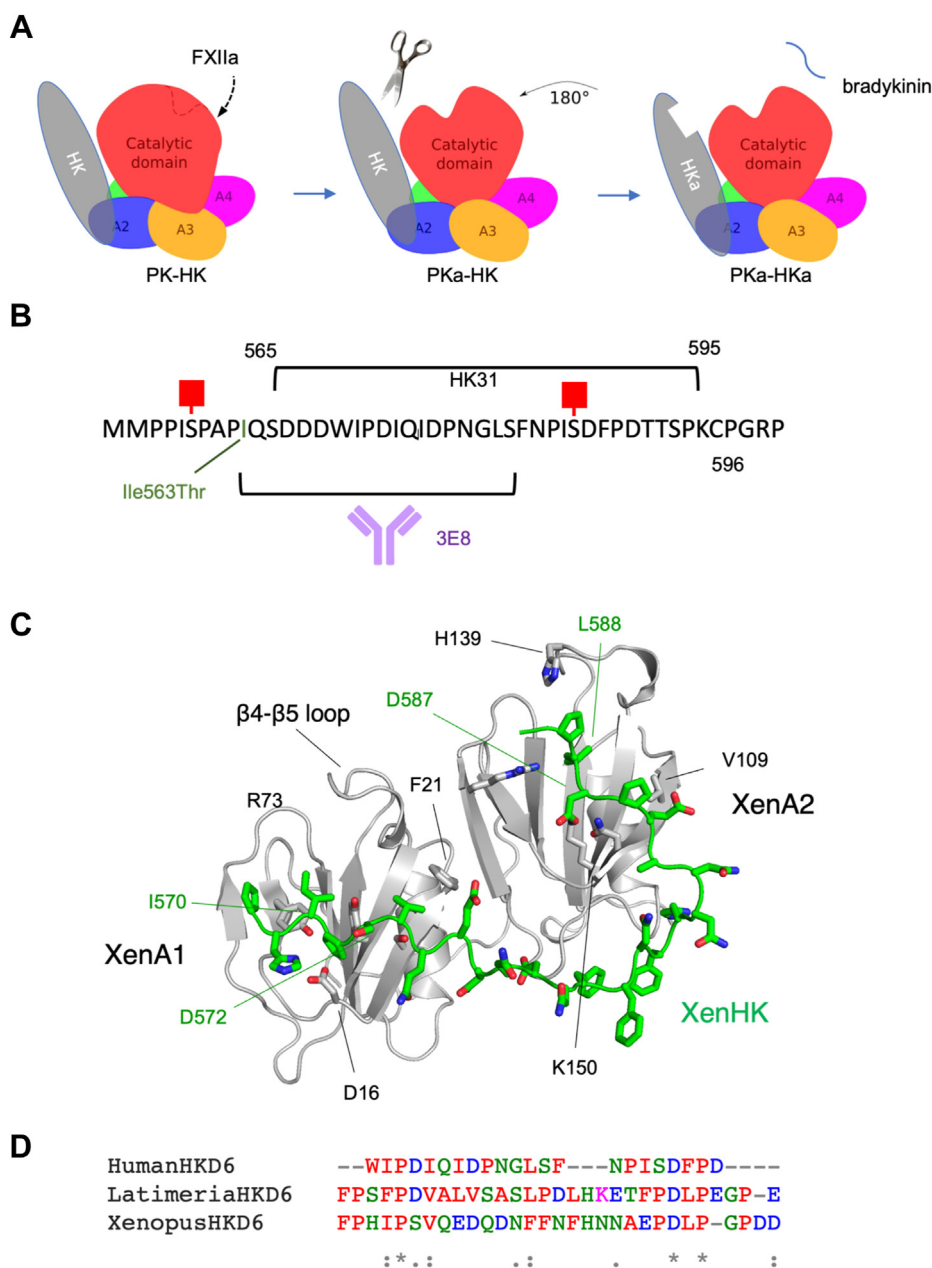 A
FXIIa
180°
bradykinin
HK
Catalytic domain
A2
A3
A4
PK-HK
HK
Catalytic domain
A2
A3
A4
PKa-HK
HKa
Catalytic domain
A2
A3
A4
PKa-HKa
B
565
595
HK31
MMPPISPAPIQSDDDWIPDIQIDPNGLSFNPISDFPDTTSPKCPGRP
596
Ile563Thr
3E8
C
L588
H139
D587
β4-β5 loop
F21
V109
R73
XenA2
I570
XenA1
XenHK
D572
K150
D16
D
HumanHKD6 --WIPDIQIDPNGLSF---NPISDFPD----
LatimeriaHKD6 FPSFPDVALVSASLPDLHKETFPDLPEGP-E
XenopusHKD6 FPHIPSVQEDQDNFFNFHNNAEPDLP-GPDD
:*.: .: . * * :